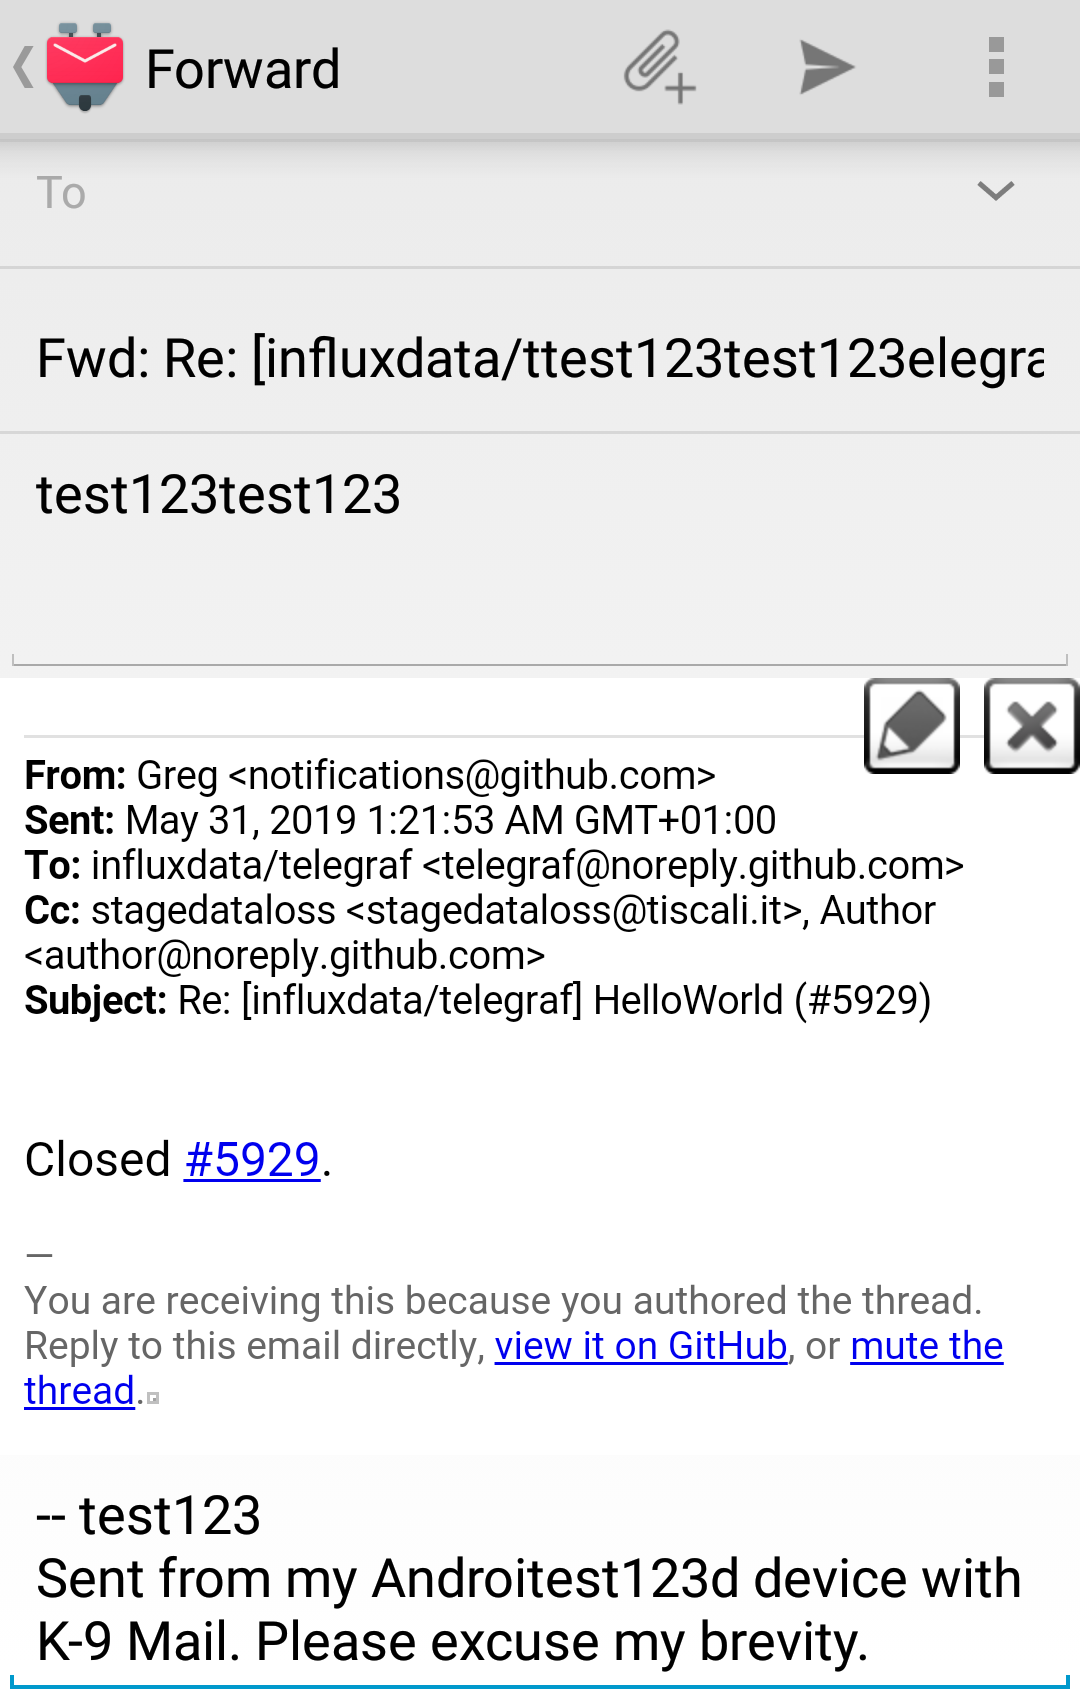 Forward
To
Fwd: Re: [influxdata/ttest123test123elegra
test123test123
From: Greg <notifications@github.com>
Sent: May 31, 2019 1:21:53 AM GMT+01:00
To: influxdata/telegraf <telegraf@noreply.github.com>
Cc: stagedataloss <stagedataloss@tiscali.it>, Author
<author@noreply.github.com>
Subject: Re: [influxdata/telegraf] HelloWorld (#5929)
Closed #5929.
—
You are receiving this because you authored the thread.
Reply to this email directly, view it on GitHub, or mute the
thread.
-- test123
Sent from my Androitest123d device with
K-9 Mail. Please excuse my brevity.